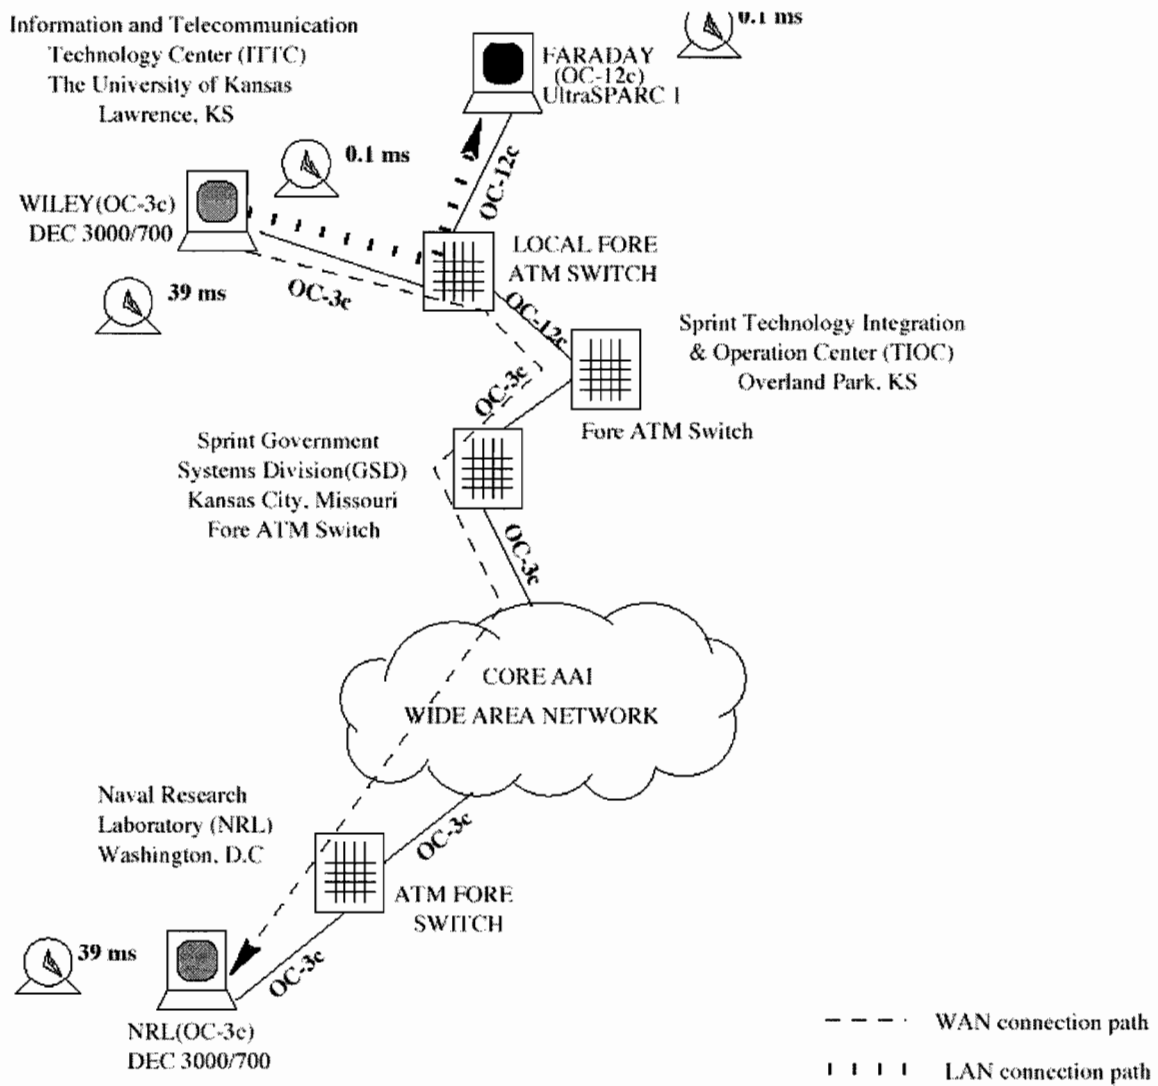 Information and Telecommunication
Technology Center (ITTC)
The University of Kansas
Lawrence, KS
0.1 ms
FARADAY
(OC-12c)
UltraSPARC 1
OC-12c
0.1 ms
WILEY(OC-3c)
DEC 3000/700
39 ms
OC-3c
LOCAL FORE
ATM SWITCH
OC-12c
Sprint Technology Integration
& Operation Center (TIOC)
Overland Park, KS
Fore ATM Switch
OC-3c
Sprint Government
Systems Division(GSD)
Kansas City, Missouri
Fore ATM Switch
OC-3c
CORE AAI
WIDE AREA NETWORK
Naval Research
Laboratory (NRL)
Washington, D.C
OC-3c
ATM FORE
SWITCH
39 ms
OC-3c
NRL(OC-3c)
DEC 3000/700
WAN connection path
LAN connection path